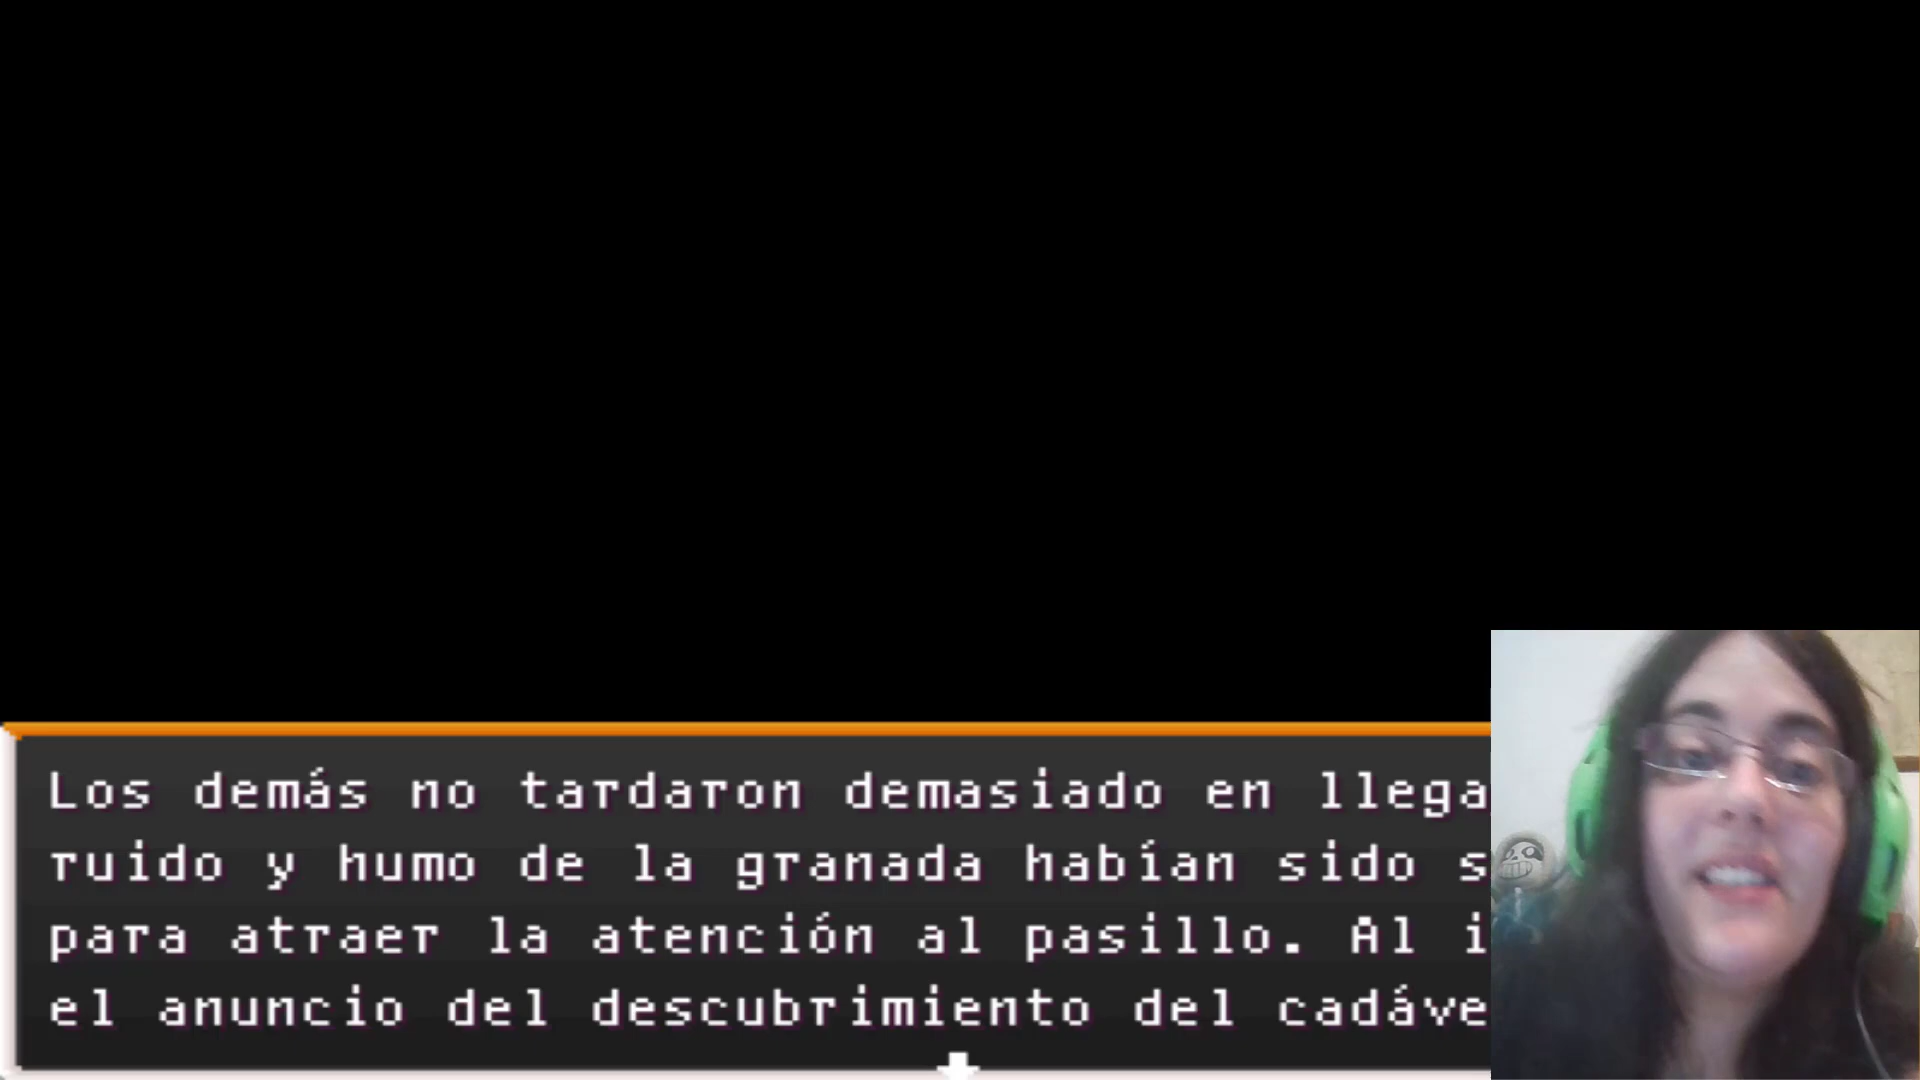 Los demás no tardaron demasiado en llega
ruido y humo de la granada habían sido s
para atraer la atención al pasillo. Al i
el anuncio del descubrimiento del cadáve